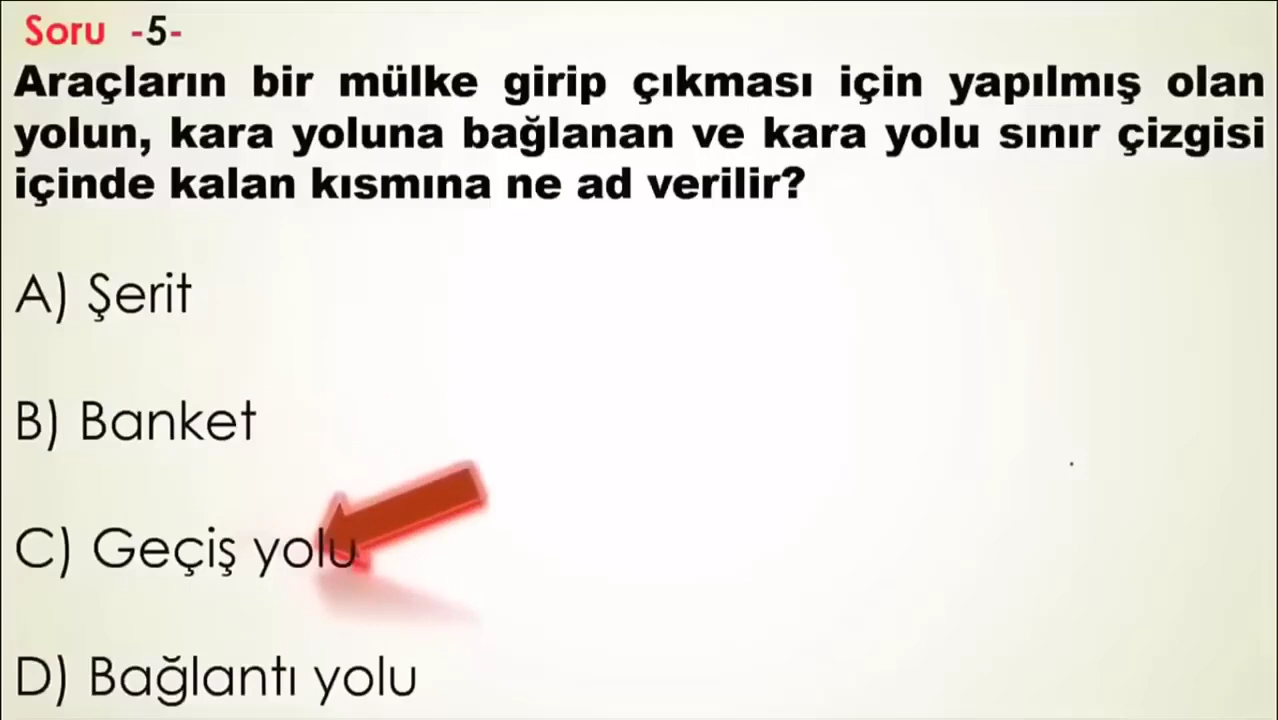 Soru -5-
Araçların bir mülke girip çıkması için yapılmış olan
yolun, kara yoluna bağlanan ve kara yolu sınır çizgisi
içinde kalan kısmına ne ad verilir?
A) Şerit
B) Banket
C) Geçiş yolu
D) Bağlantı yolu